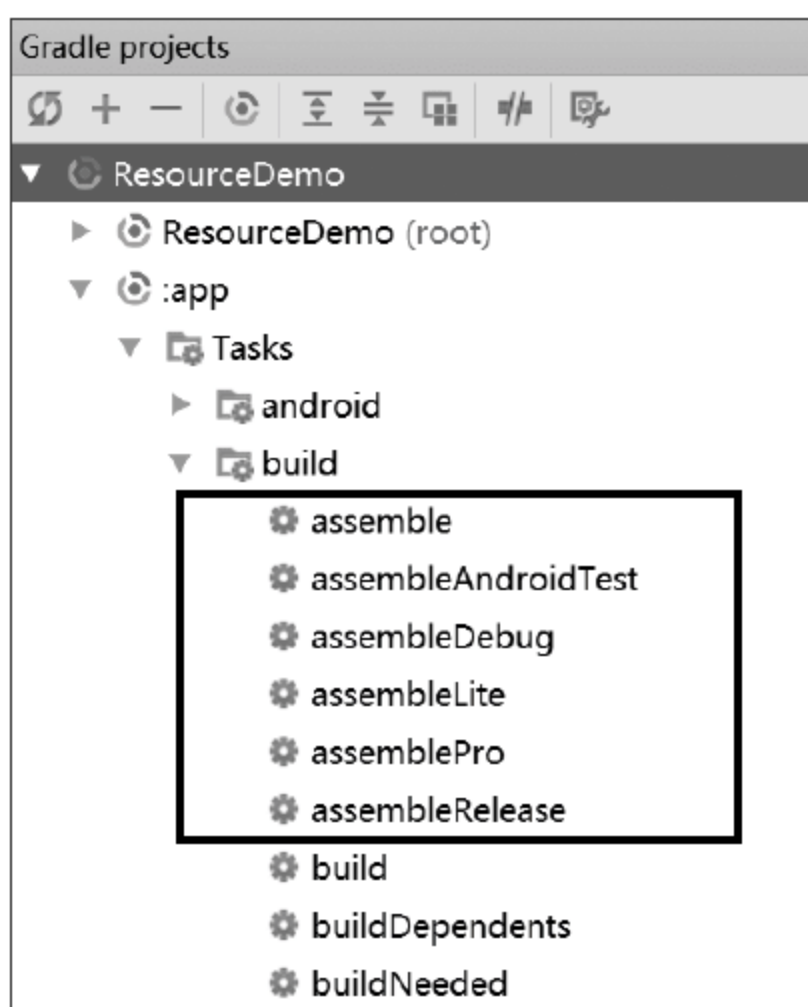 Gradle projects
ResourceDemo
ResourceDemo (root)
:app
Tasks
android
build
assemble
assembleAndroidTest
assembleDebug
assembleLite
assemblePro
assembleRelease
build
buildDependents
buildNeeded